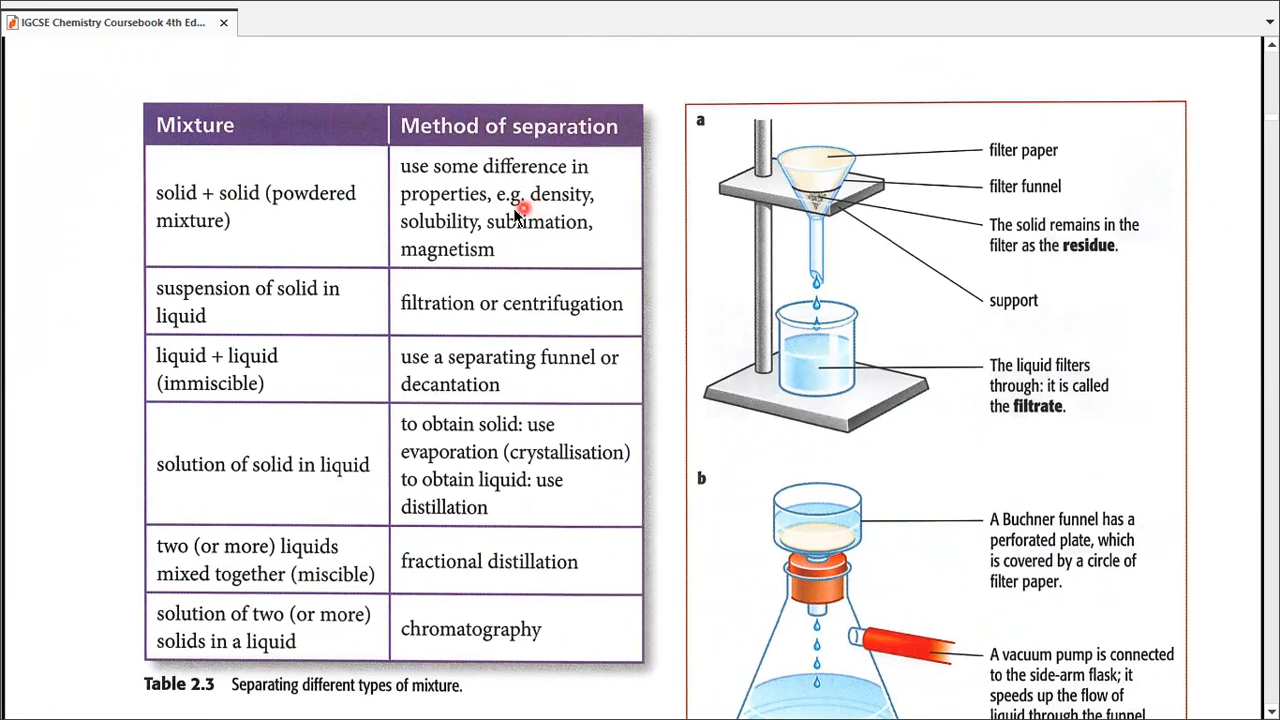 IGCSE Chemistry Coursebook 4th Ed...
Mixture
Method of separation
solid + solid (powdered
mixture)
use some difference in
properties, e.g. density,
solubility, sublimation,
magnetism
suspension of solid in
liquid
filtration or centrifugation
liquid + liquid
(immiscible)
use a separating funnel or
decantation
solution of solid in liquid
to obtain solid: use
evaporation (crystallisation)
to obtain liquid: use
distillation
two (or more) liquids
mixed together (miscible)
fractional distillation
solution of two (or more)
solids in a liquid
chromatography
Table 2.3 Separating different types of mixture.
a
filter paper
filter funnel
The solid remains in the
filter as the residue.
support
The liquid filters
through: it is called
the filtrate.
b
A Buchner funnel has a
perforated plate, which
is covered by a circle of
filter paper.
A vacuum pump is connected
to the side-arm flask; it
speeds up the flow of
liquid through the funnel